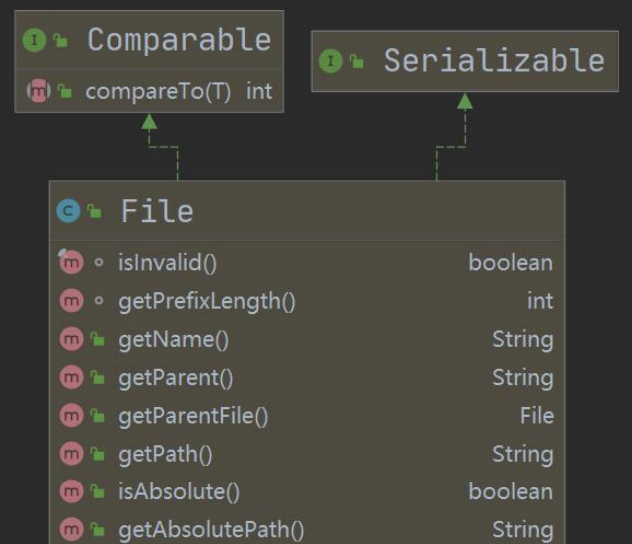 I Comparable
m compareTo(T) int
I Serializable
C File
m isInvalid() boolean
m getPrefixLength() int
m getName() String
m getParent() String
m getParentFile() File
m getPath() String
m isAbsolute() boolean
m getAbsolutePath() String